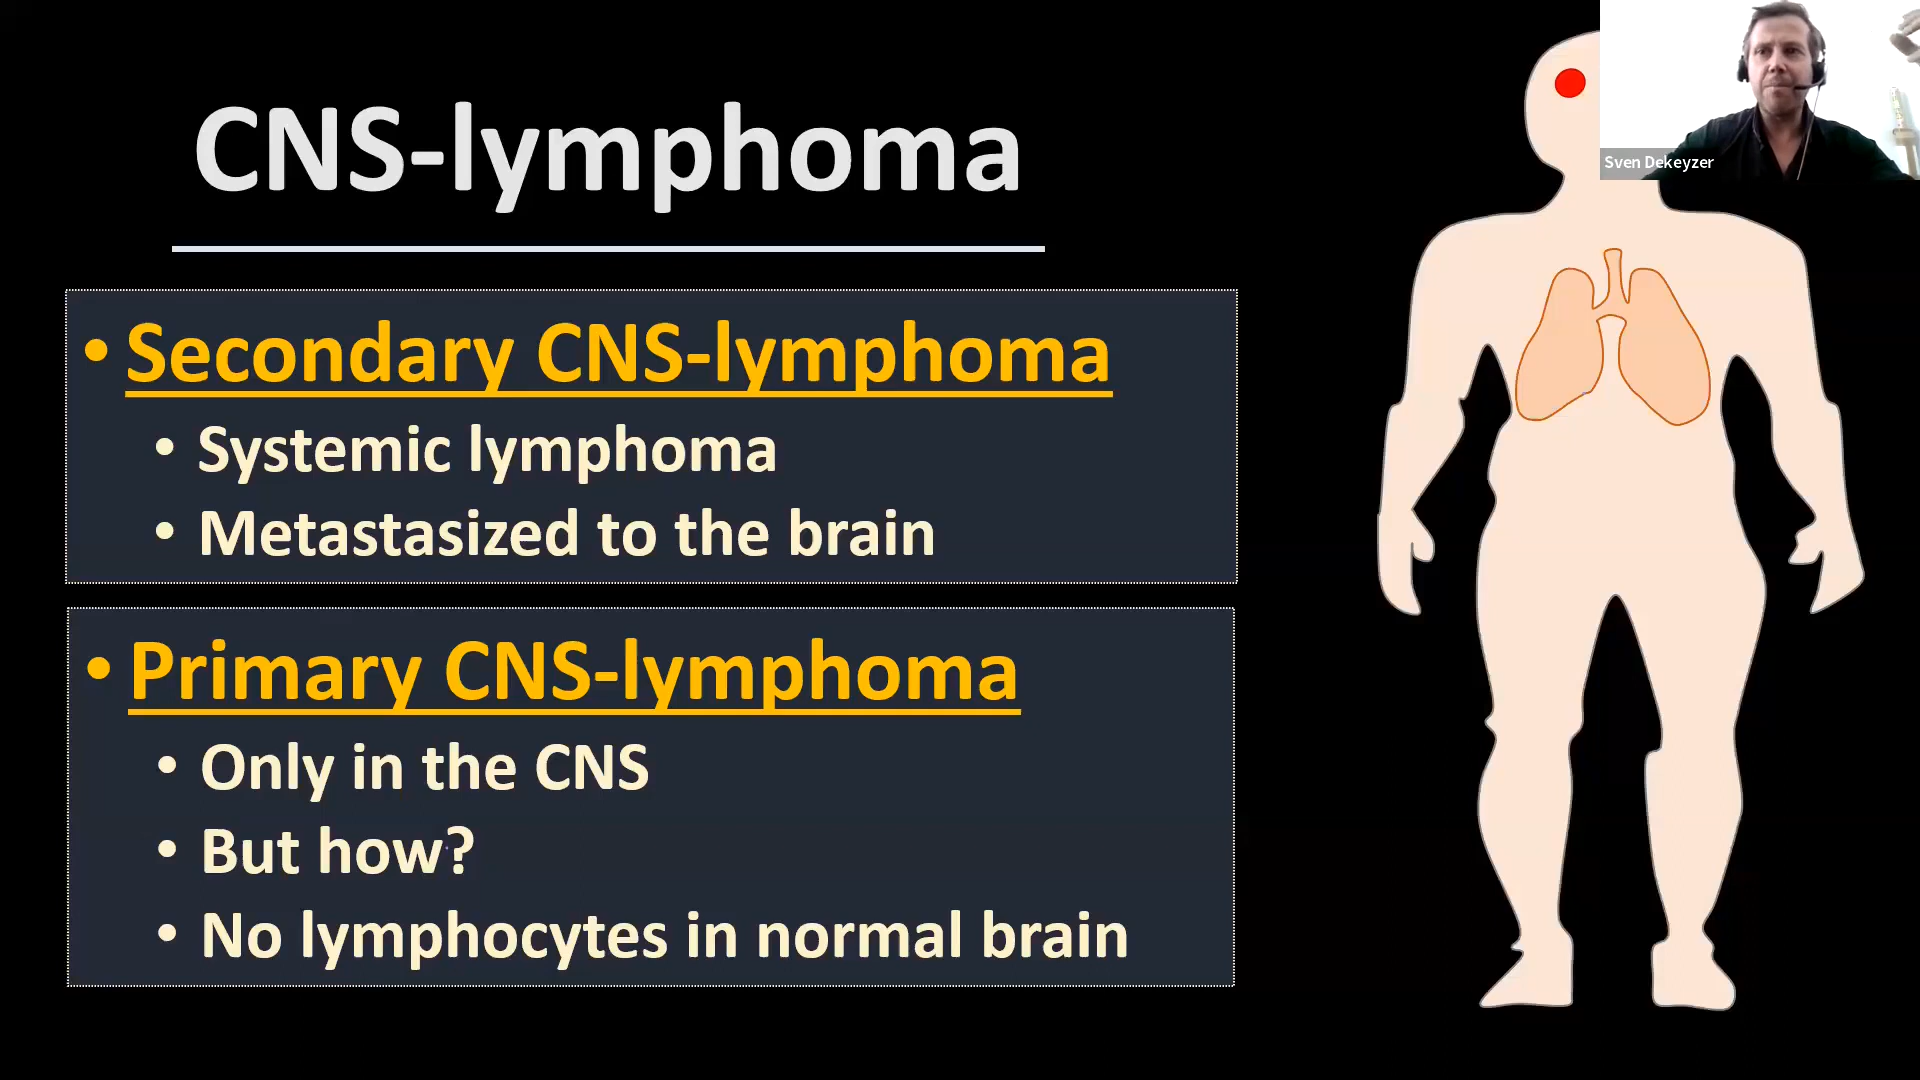 CNS-lymphoma
Sven Dekeyzer
• Secondary CNS-lymphoma
• Systemic lymphoma
• Metastasized to the brain
• Primary CNS-lymphoma
• Only in the CNS
• But how?
• No lymphocytes in normal brain